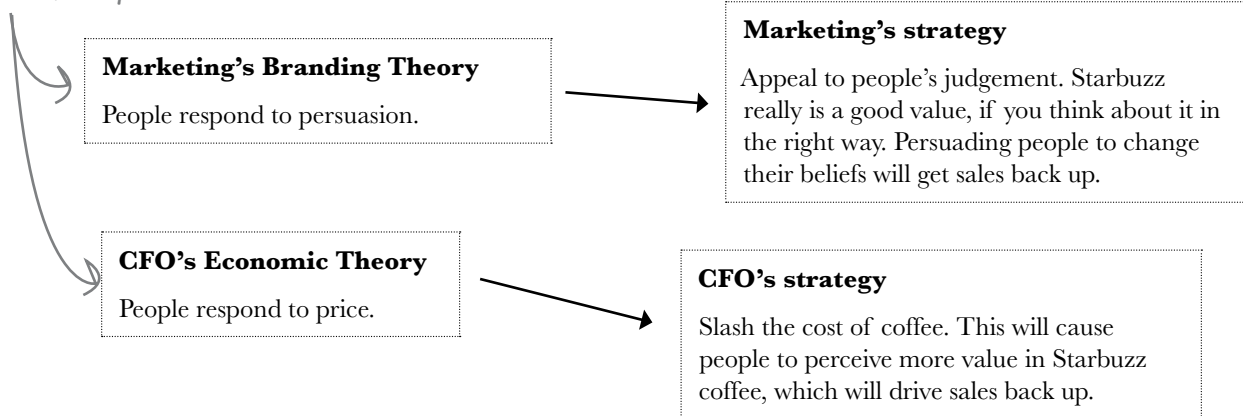 Marketing's Branding Theory
People respond to persuasion.
Marketing's strategy
Appeal to people's judgement. Starbuzz
really is a good value, if you think about it in
the right way. Persuading people to change
their beliefs will get sales back up.
CFO's Economic Theory
People respond to price.
CFO's strategy
Slash the cost of coffee. This will cause
people to perceive more value in Starbuzz
coffee, which will drive sales back up.